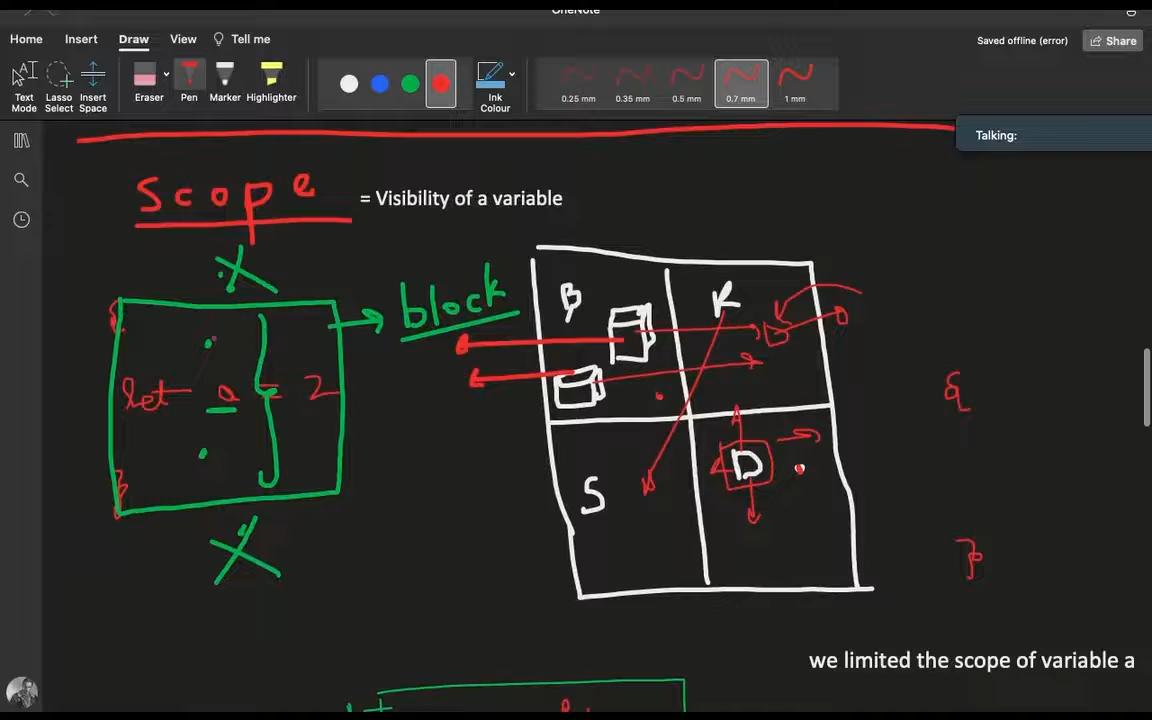 OneNote
Home Insert Draw View Tell me
Saved offline (error) Share
Text Mode
Lasso Select
Insert Space
Eraser
Pen
Marker
Highlighter
Ink Colour
0.25 mm 0.35 mm 0.5 mm 0.7 mm 1 mm
Talking:
Scope = Visibility of a variable
block
B K
{
let a = 2
}
S D
{
}
we limited the scope of variable a